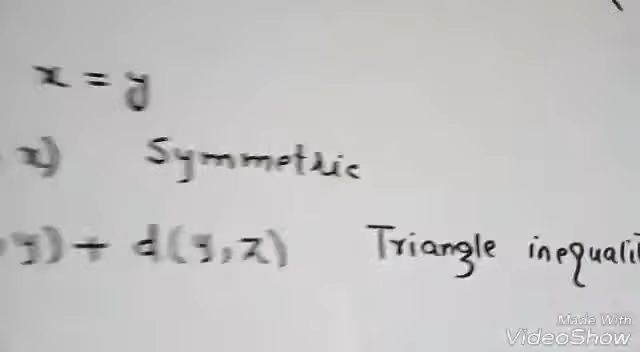 x = y
x) Symmetric
y) + d(y,z) Triangle inequali
Made With
VideoShow